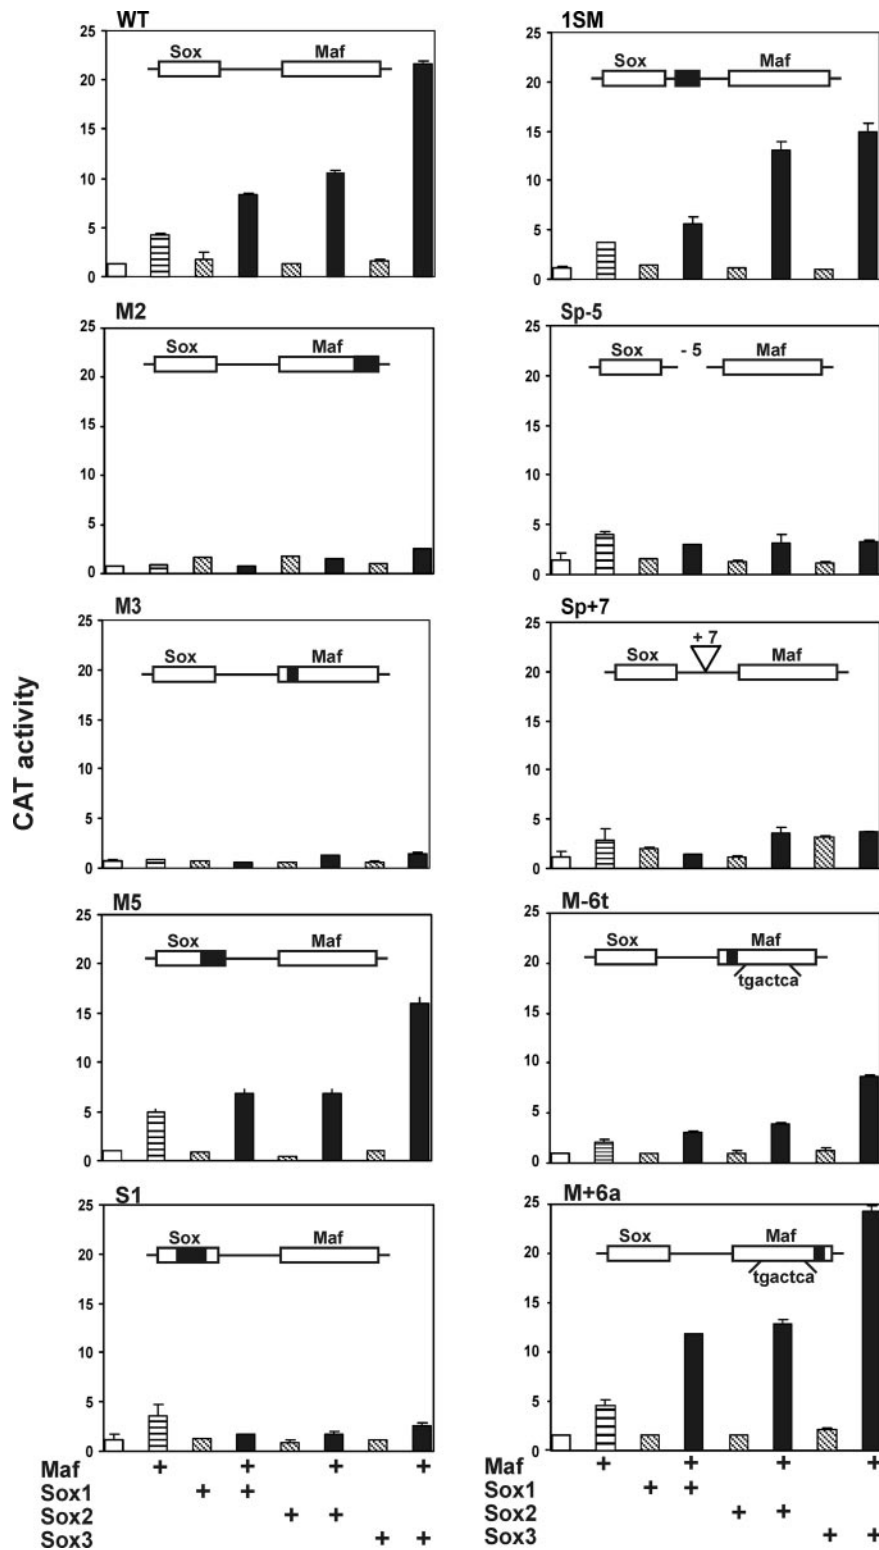 WT
25
20
15
10
5
0
Sox Maf
1SM
25
20
15
10
5
0
Sox Maf
M2
25
20
15
10
5
0
Sox Maf
Sp-5
25
20
15
10
5
0
Sox - 5 Maf
M3
25
20
15
10
5
0
Sox Maf
Sp+7
25
20
15
10
5
0
+ 7
Sox Maf
CAT activity
M5
25
20
15
10
5
0
Sox Maf
M-6t
25
20
15
10
5
0
Sox Maf
tgactca
S1
25
20
15
10
5
0
Sox Maf
M+6a
25
20
15
10
5
0
Sox Maf
tgactca
Maf + + + +
Sox1 + +
Sox2 + +
Sox3 + +
Maf + + + +
Sox1 + +
Sox2 + +
Sox3 + +